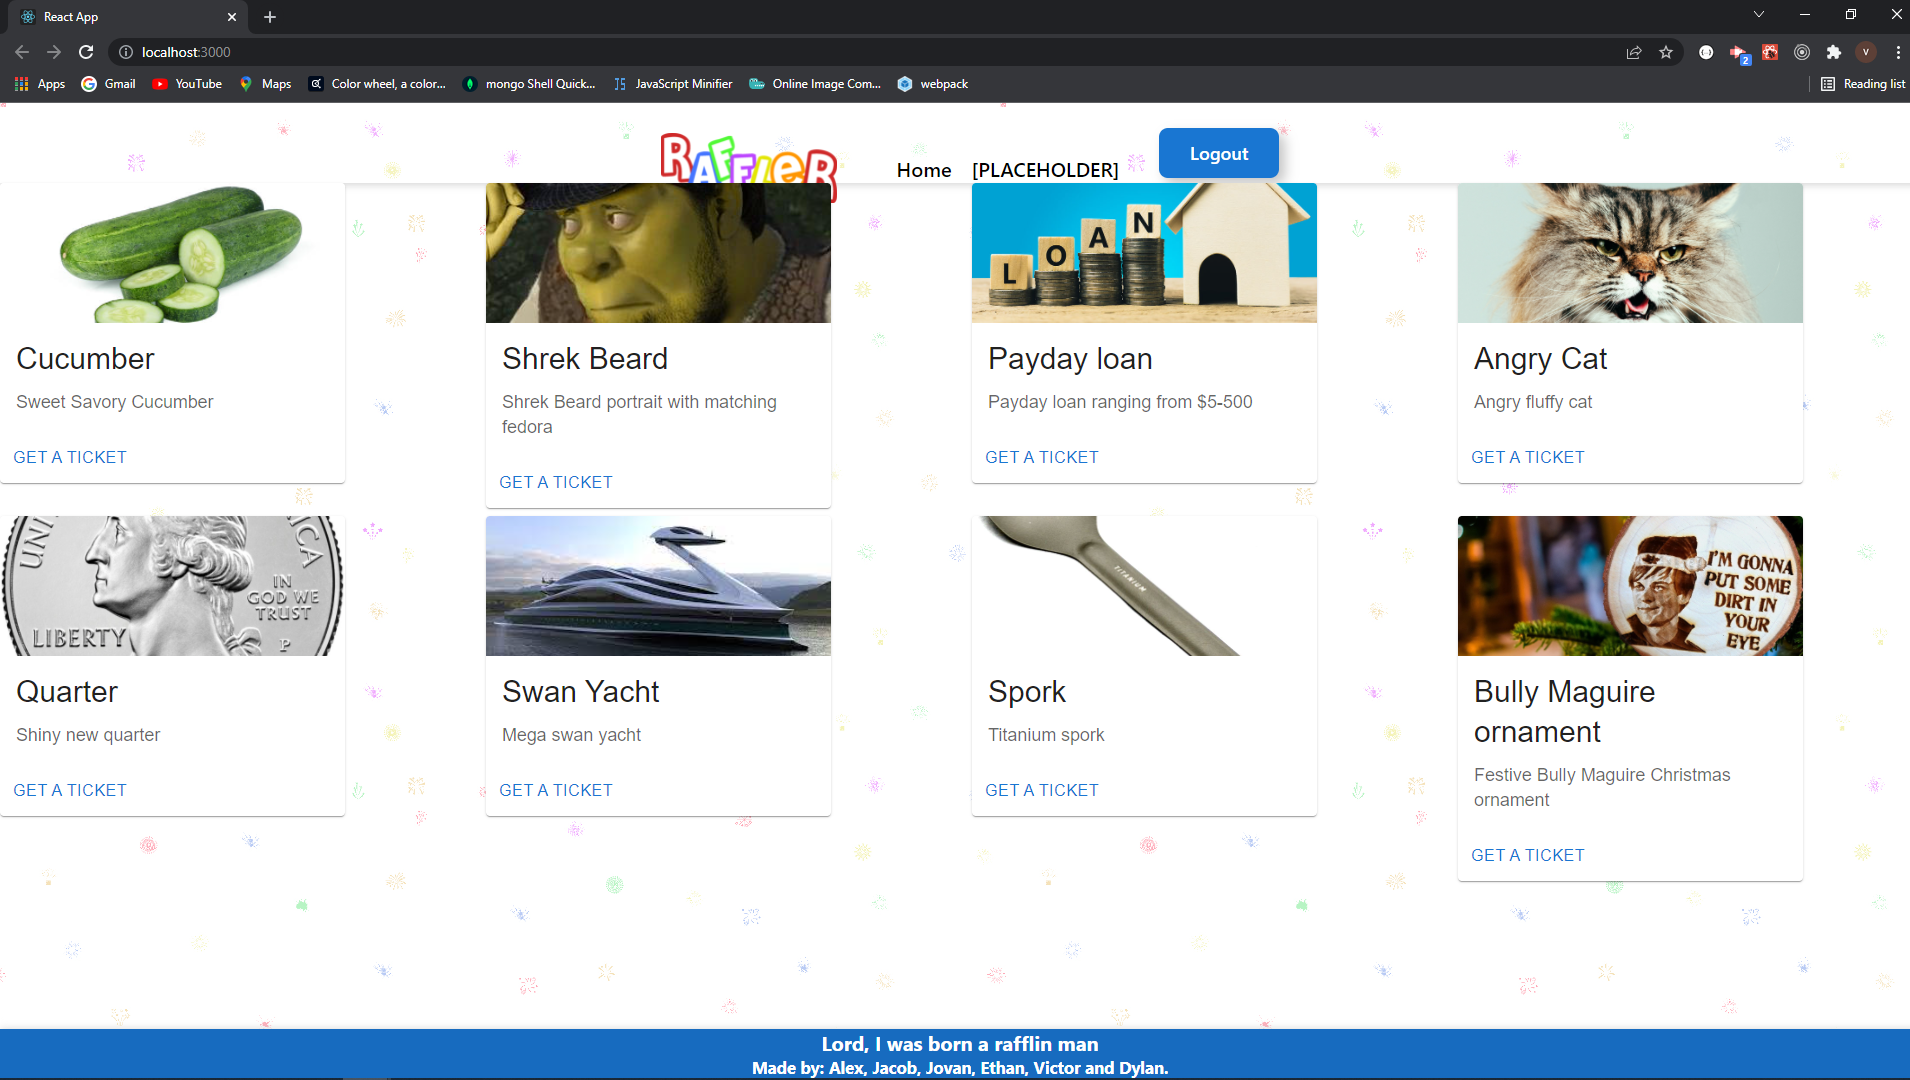 React App
localhost:3000
Apps
Gmail
YouTube
Maps
Color wheel, a color...
mongo Shell Quick...
JS
JavaScript Minifier
Online Image Com...
webpack
2
V
Reading list
RAFFlER
Home
[PLACEHOLDER]
Logout
LOAN
Cucumber
Sweet Savory Cucumber
GET A TICKET
Shrek Beard
Shrek Beard portrait with matching
fedora
GET A TICKET
Payday loan
Payday loan ranging from $5-500
GET A TICKET
Angry Cat
Angry fluffy cat
GET A TICKET
IN
GOD WE
TRUST
LIBERTY
P
Quarter
Shiny new quarter
GET A TICKET
Swan Yacht
Mega swan yacht
GET A TICKET
TITANIUM
Spork
Titanium spork
GET A TICKET
I'M GONNA
PUT SOME
DIRT IN
YOUR
EYE
Bully Maguire
ornament
Festive Bully Maguire Christmas
ornament
GET A TICKET
Lord, I was born a rafflin man
Made by: Alex, Jacob, Jovan, Ethan, Victor and Dylan.